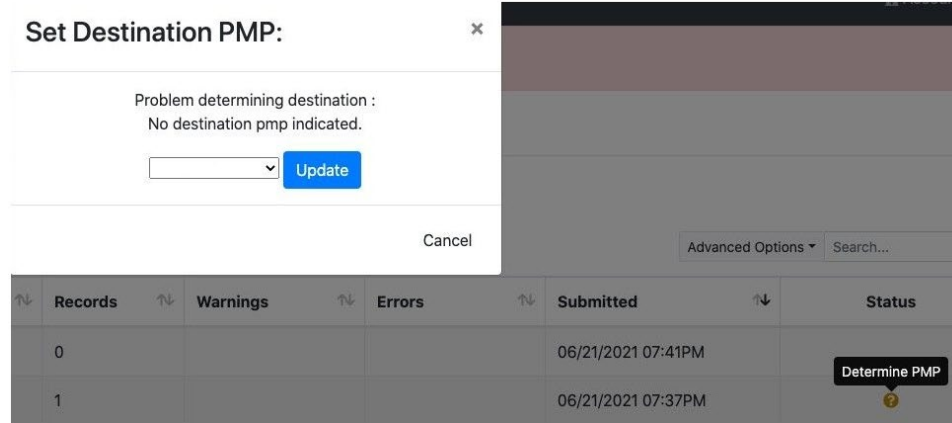 Set Destination PMP:
×
Problem determining destination :
No destination pmp indicated.
Update
Cancel
Advanced Options
Search...
Records Warnings Errors Submitted Status
0 06/21/2021 07:41PM
Determine PMP
1 06/21/2021 07:37PM ?